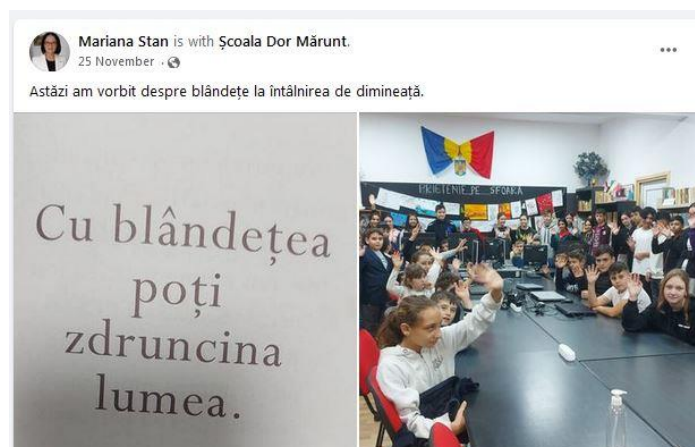 Mariana Stan is with Școala Dor Mărunt.
25 November
Astăzi am vorbit despre blândețe la întâlnirea de dimineață.
Cu blândețea
poți
zdruncina
lumea.
PRIETENIE PE SFOARĂ